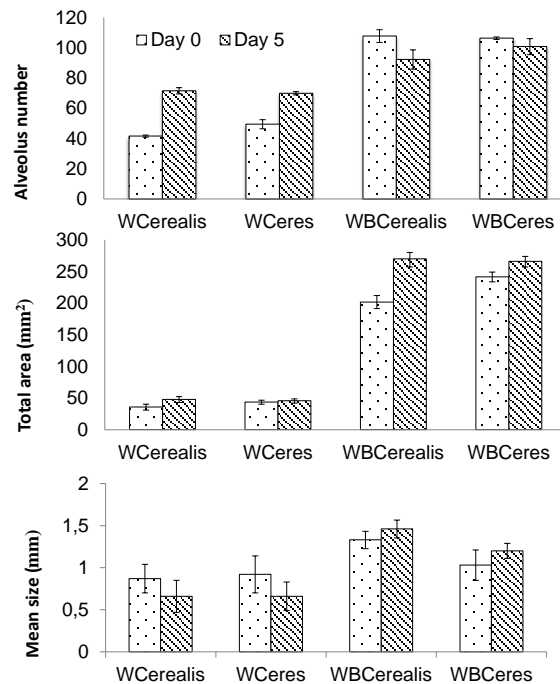 Alveolus number
120
100
80
60
40
20
0
Day 0 Day 5
WCerealis WCeres WBCerealis WBCeres
Total area (mm²)
300
250
200
150
100
50
0
WCerealis WCeres WBCerealis WBCeres
Mean size (mm)
2
1,5
1
0,5
0
WCerealis WCeres WBCerealis WBCeres